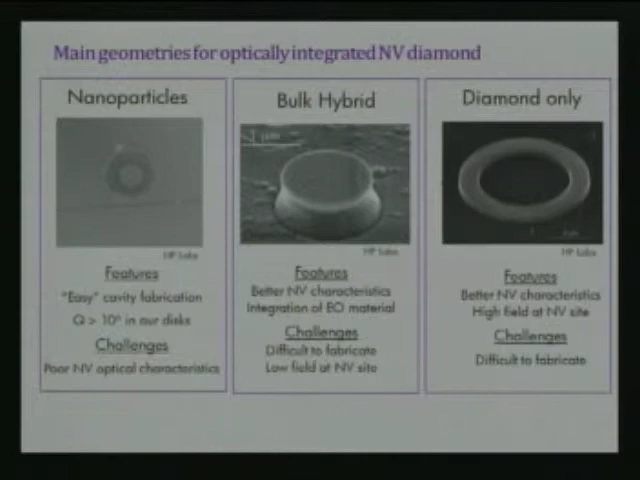 Main geometries for optically integrated NV diamond
Nanoparticles
HP Labs
Features
"Easy" cavity fabrication
Q > in our disks
Challenges
Poor NV optical characteristics
Bulk Hybrid
HP Labs
Features
Better NV characteristics
Integration of EO material
Challenges
Difficult to fabricate
Low field at NV site
Diamond only
HP Labs
Features
Better NV characteristics
High field at NV site
Challenges
Difficult to fabricate